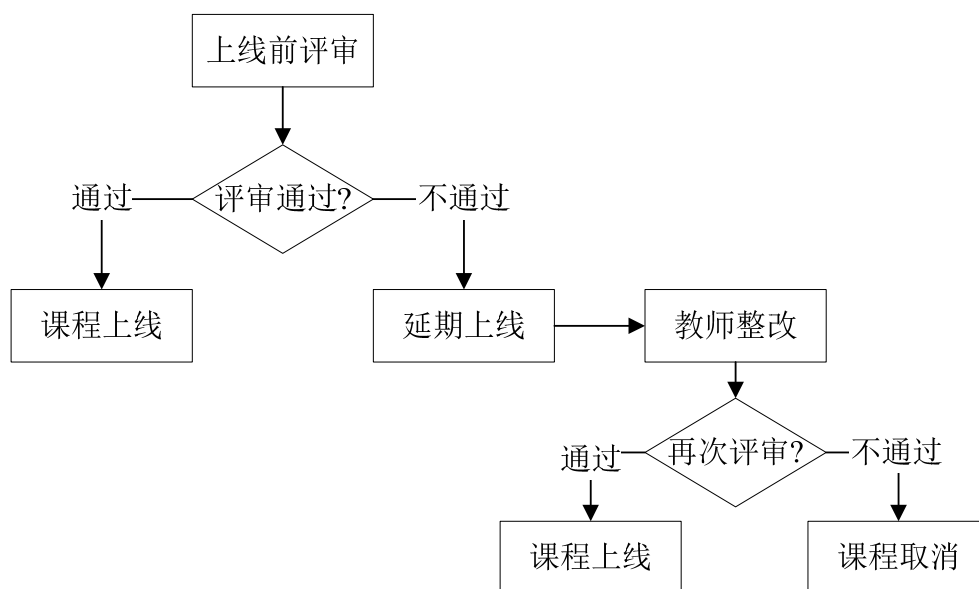 上线前评审
通过
评审通过?
不通过
课程上线
延期上线
教师整改
通过
再次评审?
不通过
课程上线
课程取消